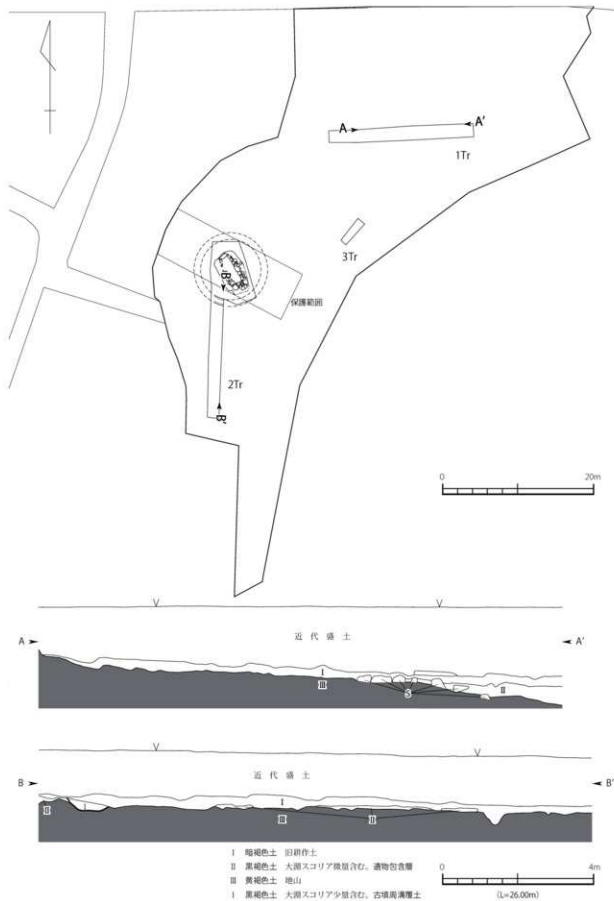 A A'
1Tr
3Tr
B
保護範囲
2Tr
B'
0 20m
近代盛土
A A'
I
III
S
II
近代盛土
B B'
II
1
I
III
II
I 暗褐色土 旧耕作土
II 黒褐色土 大淵スコリア微量含む、遺物包含層
III 黄褐色土 地山
1 黒褐色土 大淵スコリア少量含む、古墳周溝覆土
0 4m
(L=26.00m)